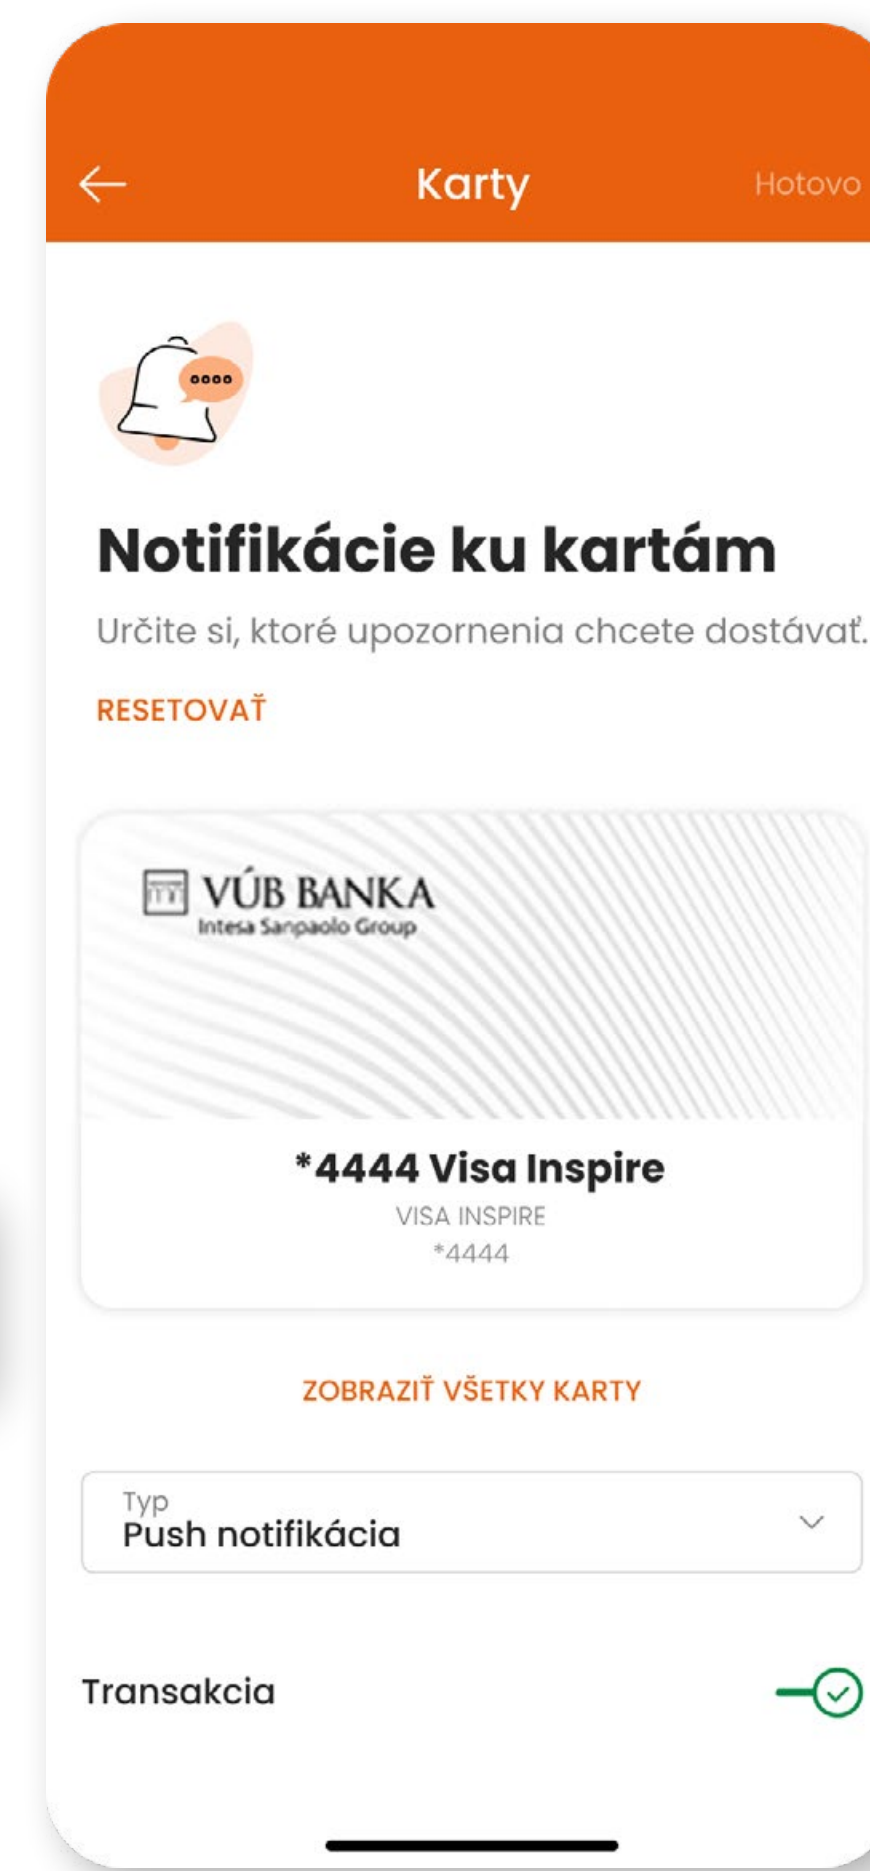 Karty
Hotovo
Notifikácie ku kartám
Určite si, ktoré upozornenia chcete dostávať.
RESETOVAŤ
VÚB BANKA
Intesa Sanpaolo Group
*4444 Visa Inspire
VISA INSPIRE
*4444
ZOBRAZIŤ VŠETKY KARTY
Typ
Push notifikácia
Transakcia